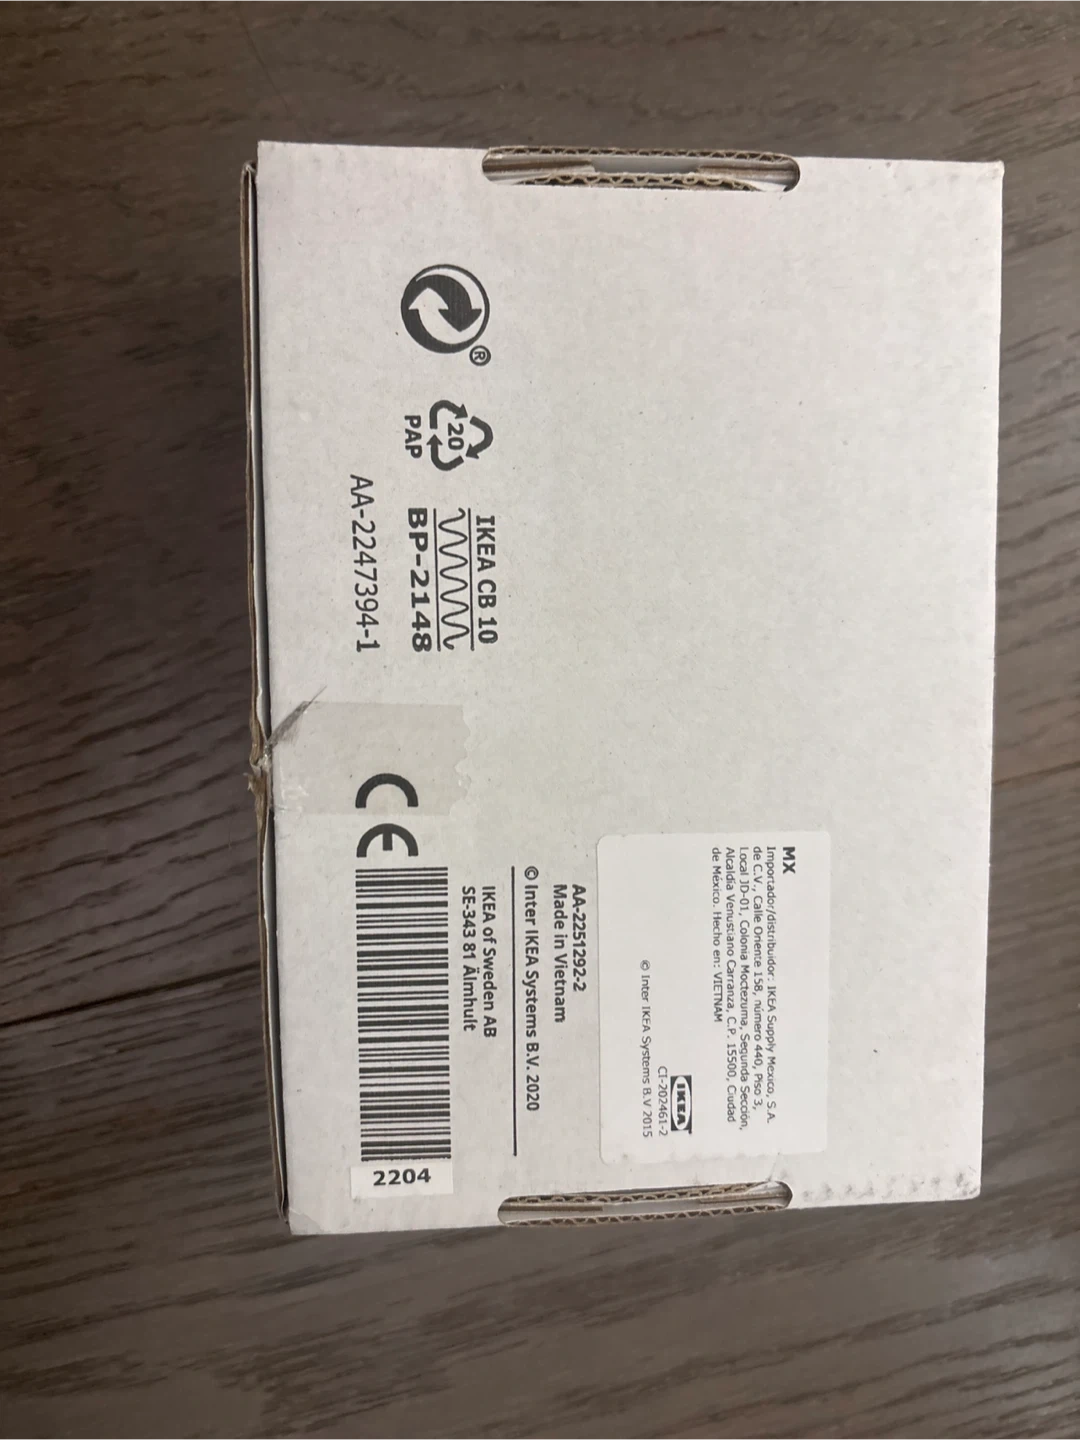 MX
Importador/distribuidor: IKEA Supply Mexico, S.A.
de C.V., Calle Oriente 158, número 440, Piso 3,
Local JD-01, Colonia Moctezuma, Segunda Sección,
Alcaldía Venustiano Carranza, C.P. 15500, Ciudad
de México. Hecho en: VIETNAM
IKEA
CI-202461-2
© Inter IKEA Systems B.V 2015
®
20
PAP
IKEA CB 10
BP-2148
AA-2247394-1
AA-2251292-2
Made in Vietnam
© Inter IKEA Systems B.V. 2020
IKEA of Sweden AB
SE-343 81 Älmhult
CE
2204